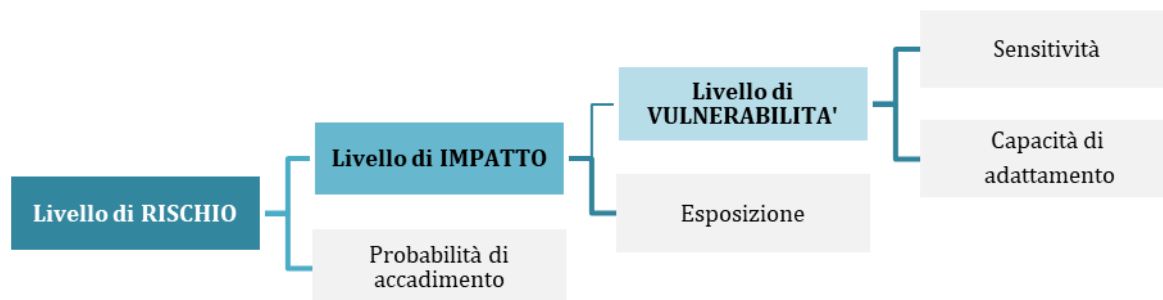 Livello di RISCHIO
Livello di IMPATTO
Probabilità di
accadimento
Livello di
VULNERABILITA'
Esposizione
Sensitività
Capacità di
adattamento